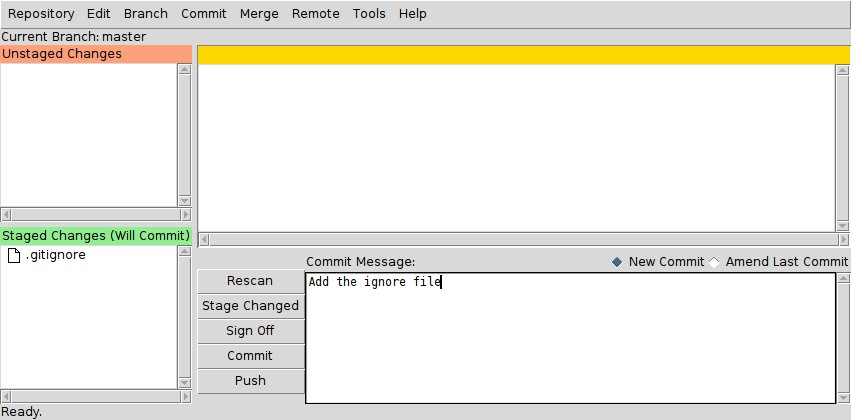 Repository Edit Branch Commit Merge Remote Tools Help
Current Branch: master
Unstaged Changes
Staged Changes (Will Commit)
.gitignore
Commit Message: New Commit Amend Last Commit
Rescan
Stage Changed
Sign Off
Commit
Push
Add the ignore file
Ready.